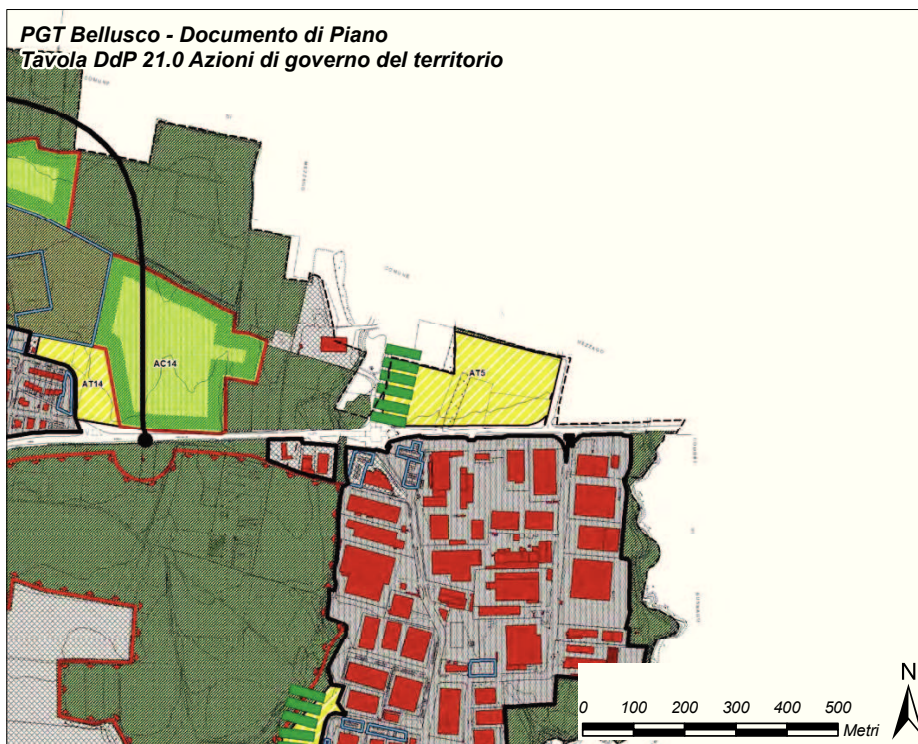 PGT Bellusco - Documento di Piano
Tavola DdP 21.0 Azioni di governo del territorio
AT5
AC14
AT14
N
0 100 200 300 400 500
Metri